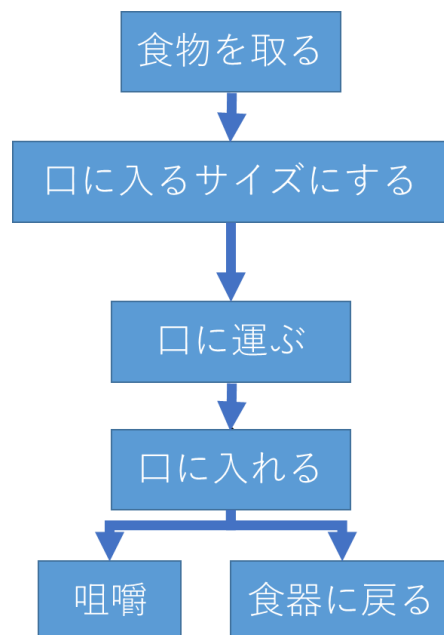 食物を取る
口に入るサイズにする
口に運ぶ
口に入れる
咀嚼
食器に戻る